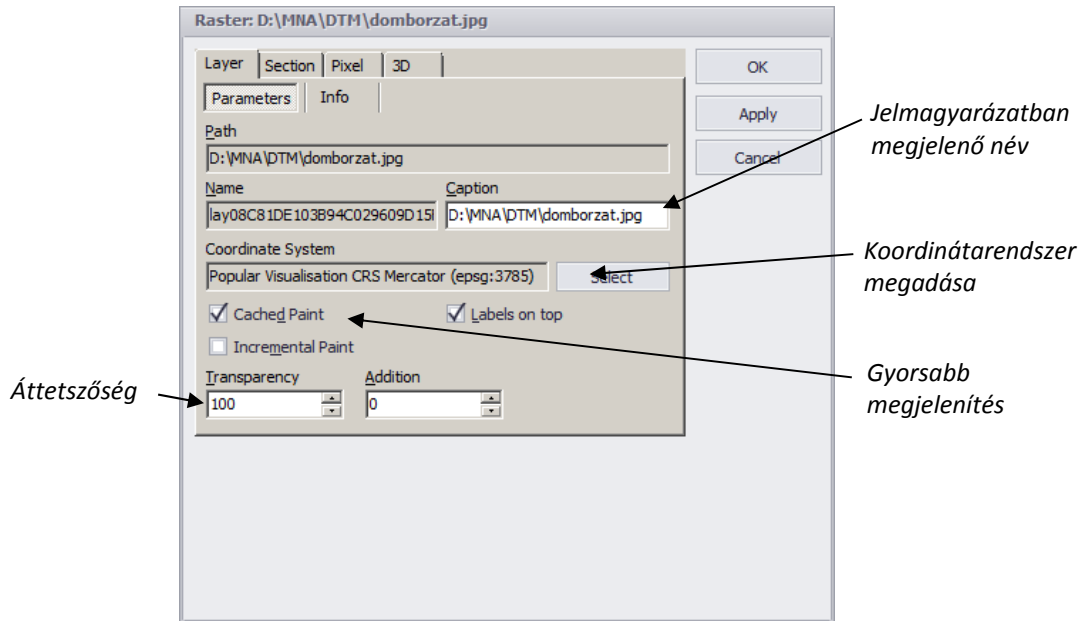 Raster: D:\MNA\DTM\domborzat.jpg
Layer Section Pixel 3D
Parameters Info
OK
Apply
Cancel
Path
D:\MNA\DTM\domborzat.jpg
Name Caption
lay08C81DE103B94C029609D15 D:\MNA\DTM\domborzat.jpg
Coordinate System
Popular Visualisation CRS Mercator (epsg:3785) Select
Cached Paint Labels on top
Incremental Paint
Transparency Addition
100 0
Jelmagyarázatban
megjelenő név
Koordinátarendszer
megadása
Gyorsabb
megjelenítés
Áttetszőség